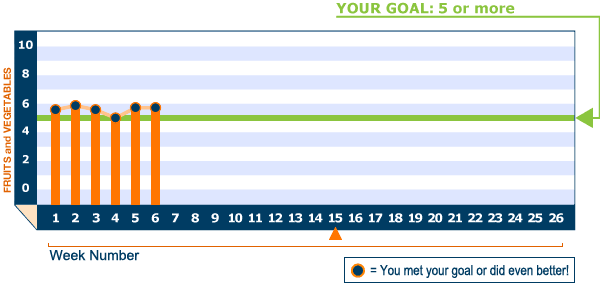 YOUR GOAL: 5 or more
10
8
6
4
2
0
FRUITS and VEGETABLES
1 2 3 4 5 6 7 8 9 10 11 12 13 14 15 16 17 18 19 20 21 22 23 24 25 26
Week Number
= You met your goal or did even better!